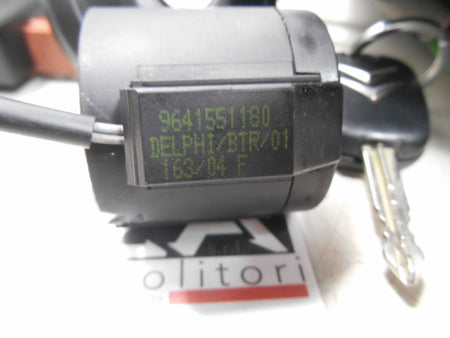 9641551180
DELPHI/BTR/01
163/04 F
olitori